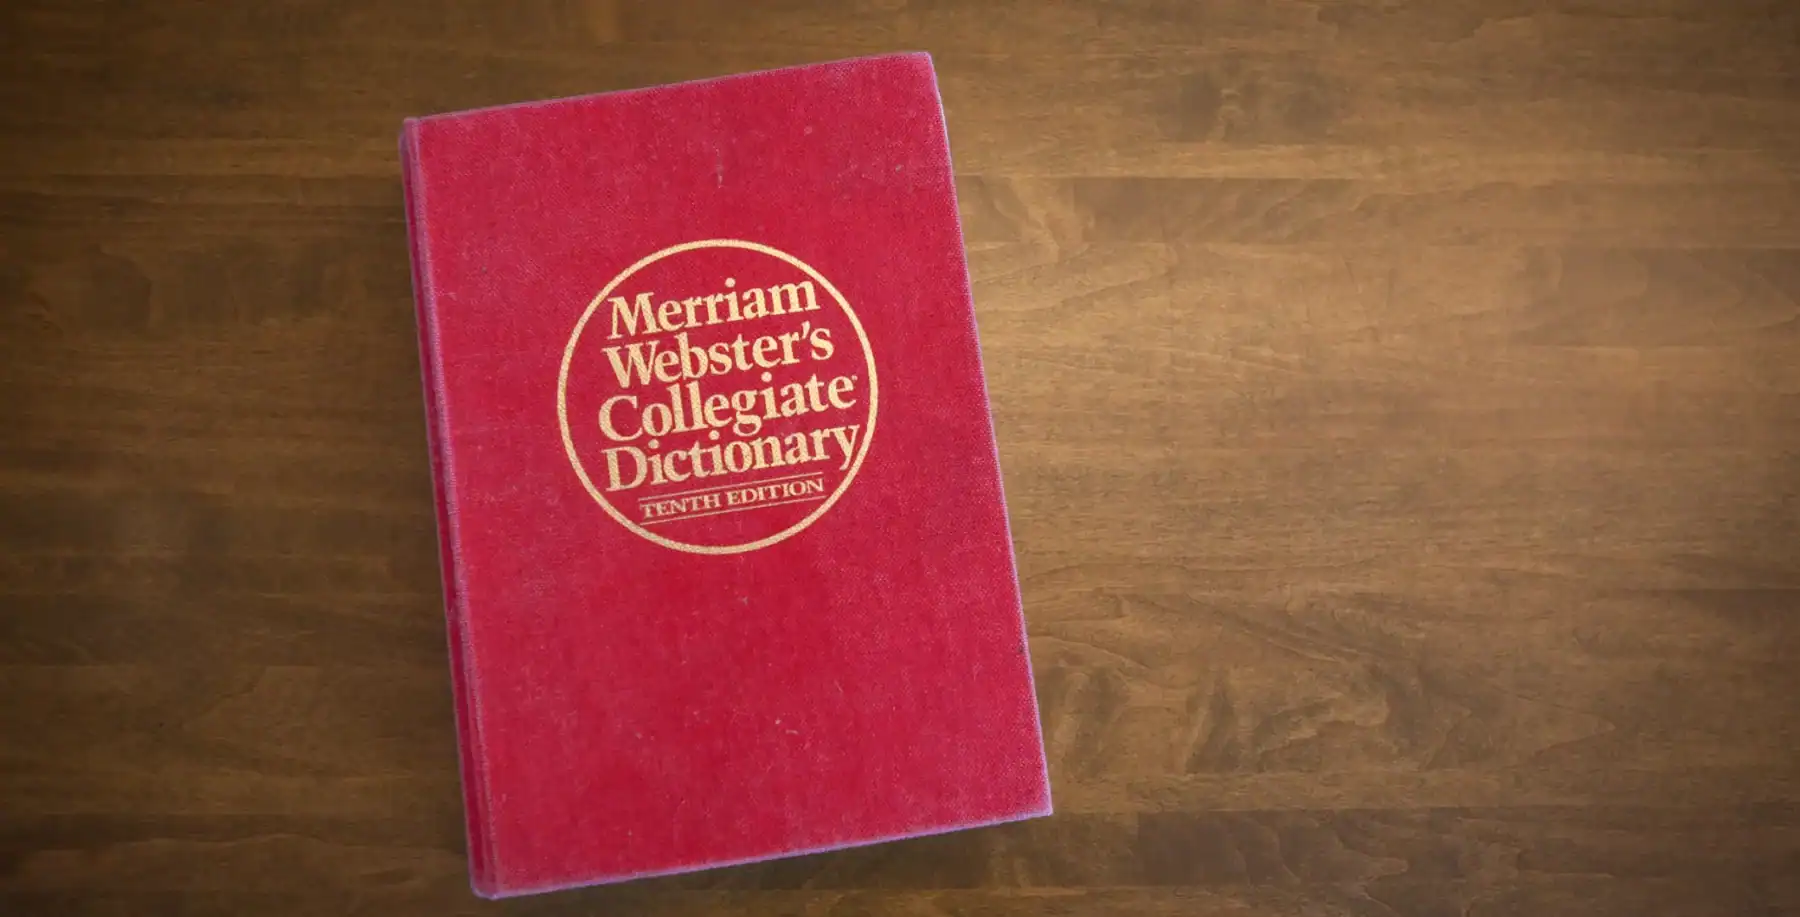 Merriam
Webster's
Collegiate®
Dictionary
TENTH EDITION